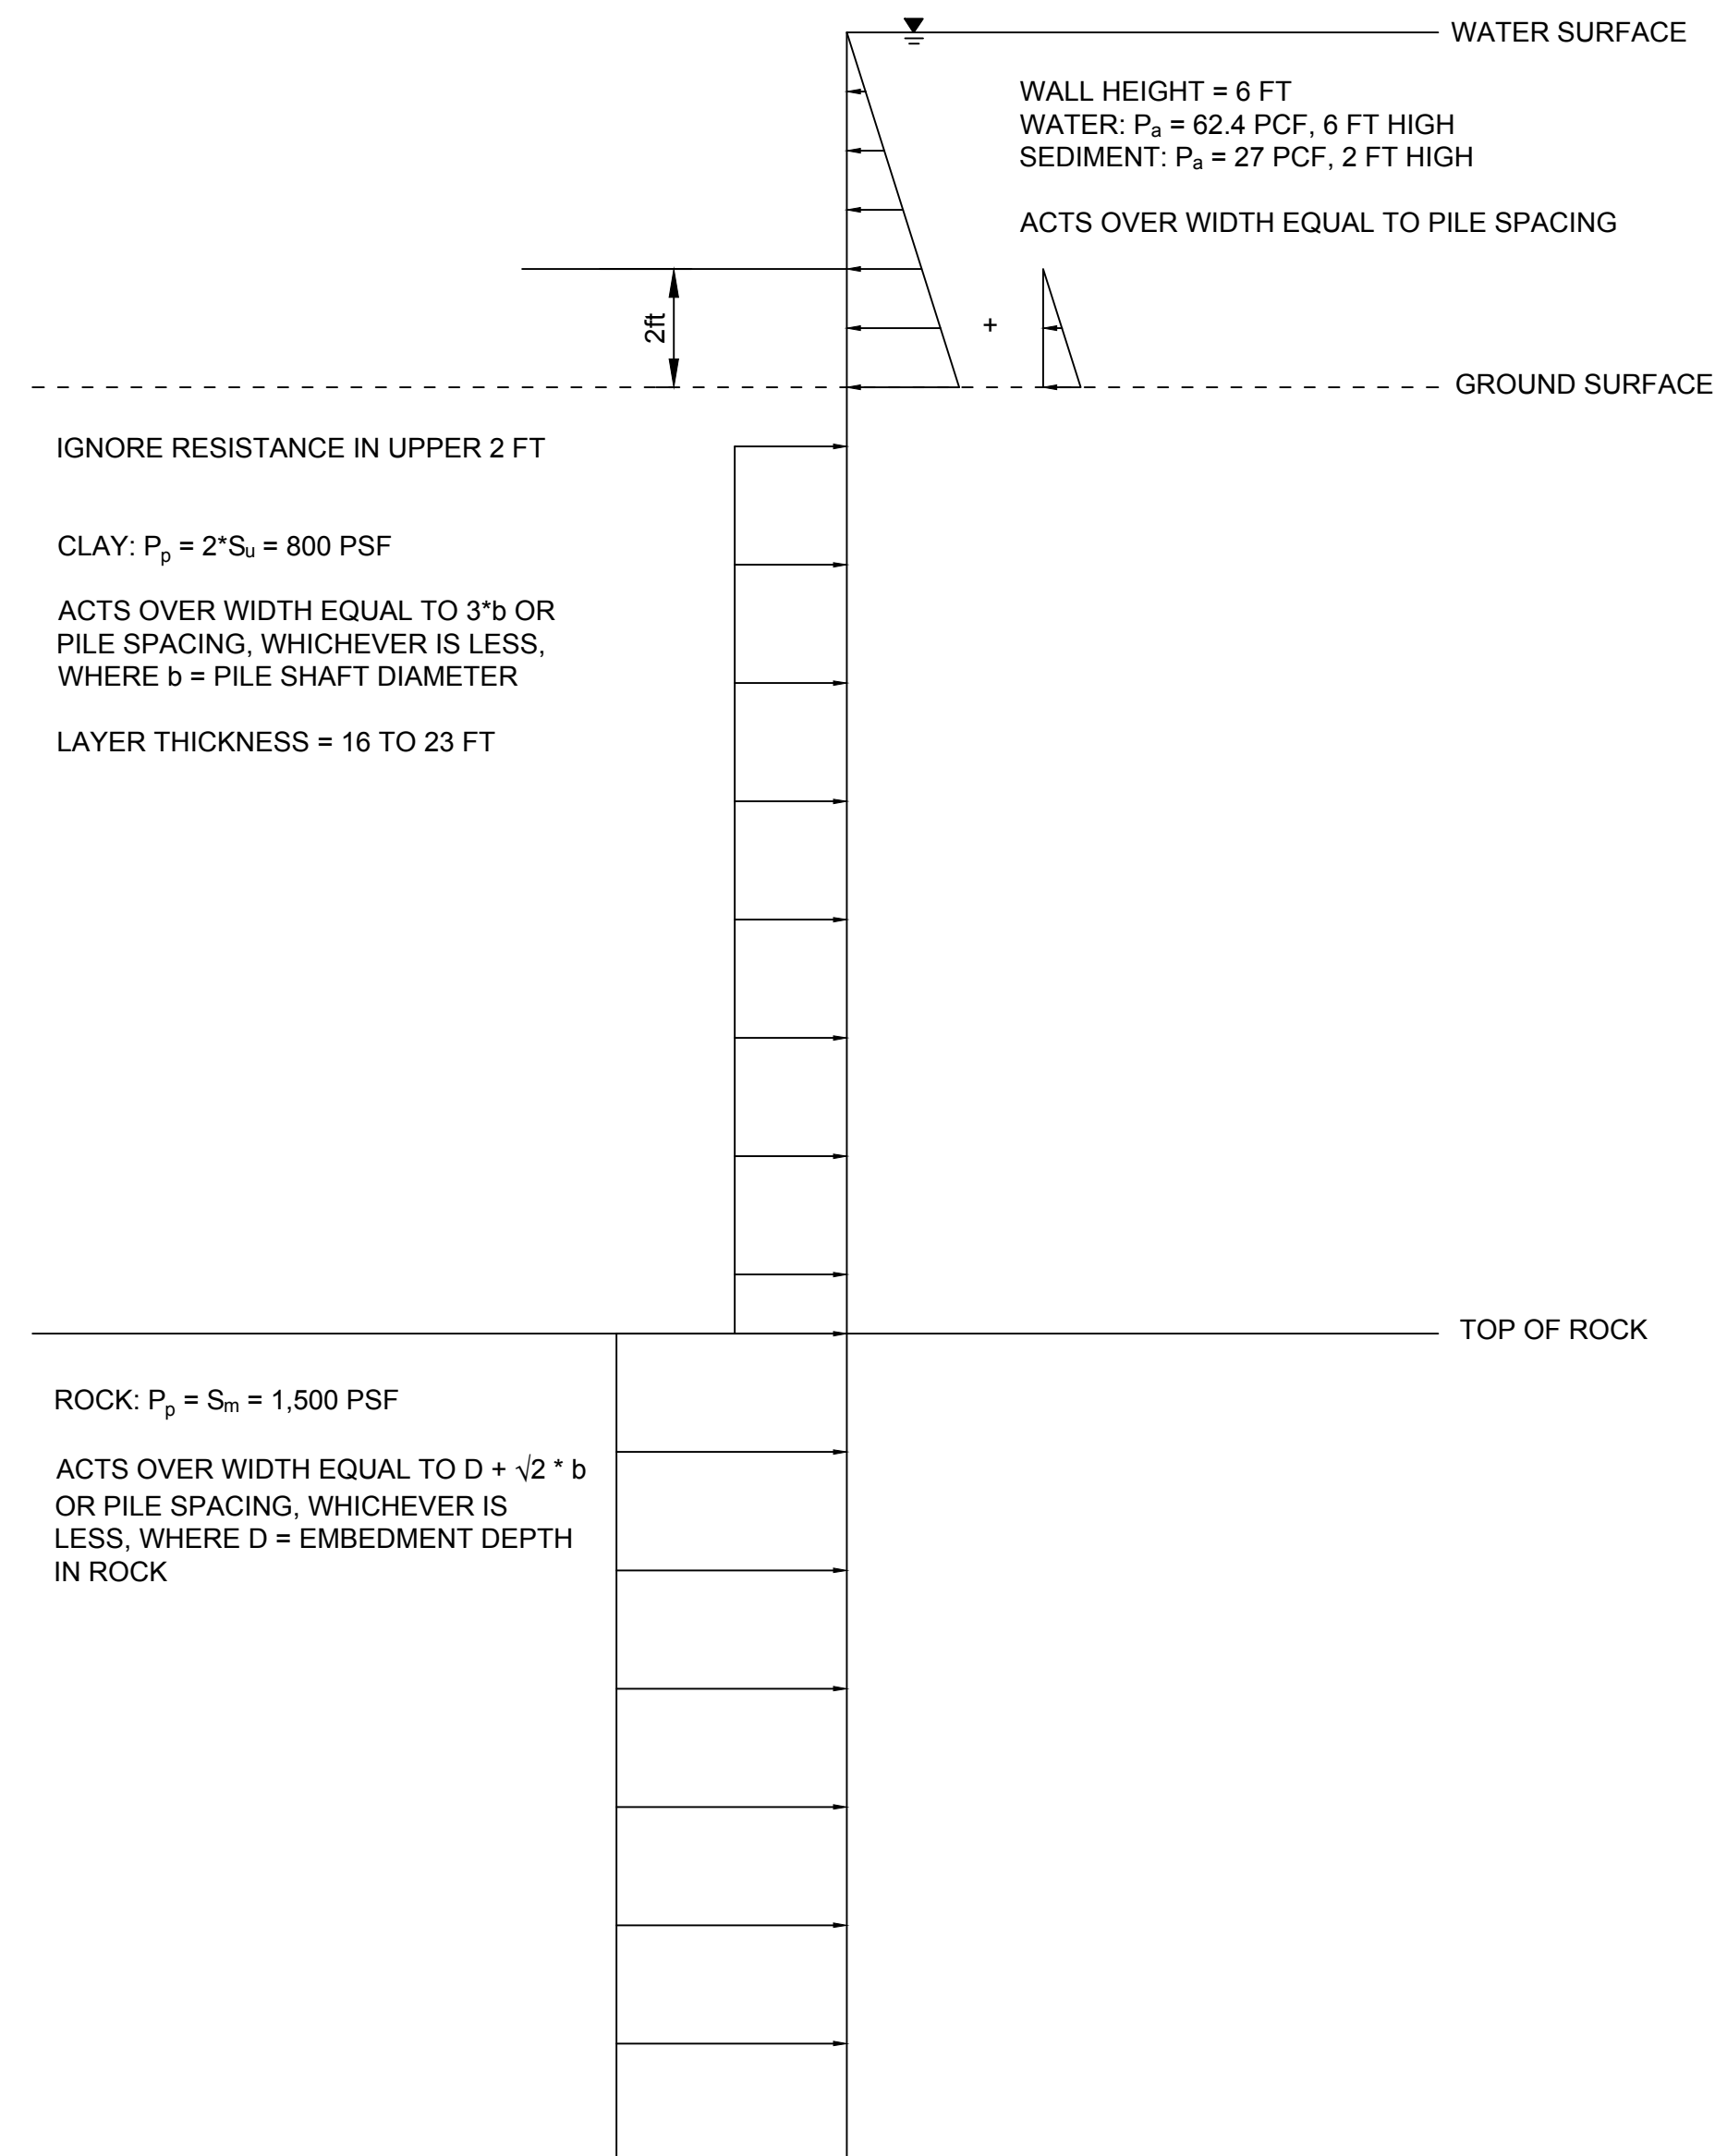 WATER SURFACE
WALL HEIGHT = 6 FT
WATER: Pₐ = 62.4 PCF, 6 FT HIGH
SEDIMENT: Pₐ = 27 PCF, 2 FT HIGH
ACTS OVER WIDTH EQUAL TO PILE SPACING
2ft
+
GROUND SURFACE
IGNORE RESISTANCE IN UPPER 2 FT
CLAY: Pₚ = 2*Sᵤ = 800 PSF
ACTS OVER WIDTH EQUAL TO 3*b OR
PILE SPACING, WHICHEVER IS LESS,
WHERE b = PILE SHAFT DIAMETER
LAYER THICKNESS = 16 TO 23 FT
TOP OF ROCK
ROCK: Pₚ = Sₘ = 1,500 PSF
ACTS OVER WIDTH EQUAL TO D + √2 * b
OR PILE SPACING, WHICHEVER IS
LESS, WHERE D = EMBEDMENT DEPTH
IN ROCK